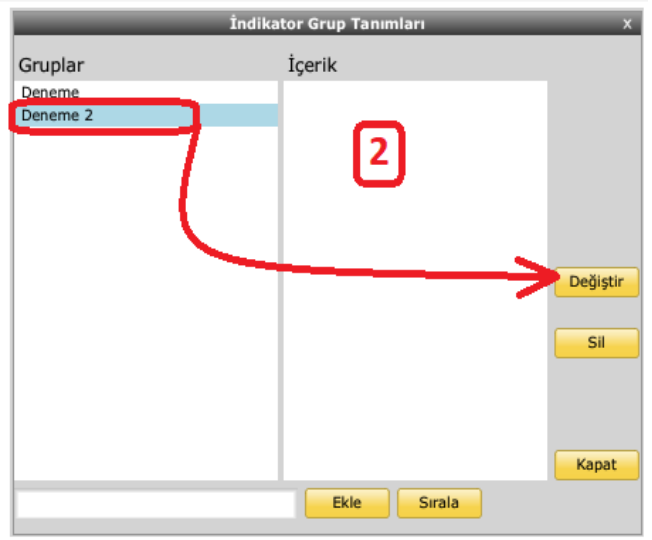 İndikator Grup Tanımları x
Gruplar
İçerik
Deneme
Deneme 2
2
Değiştir
Sil
Kapat
Ekle
Sırala